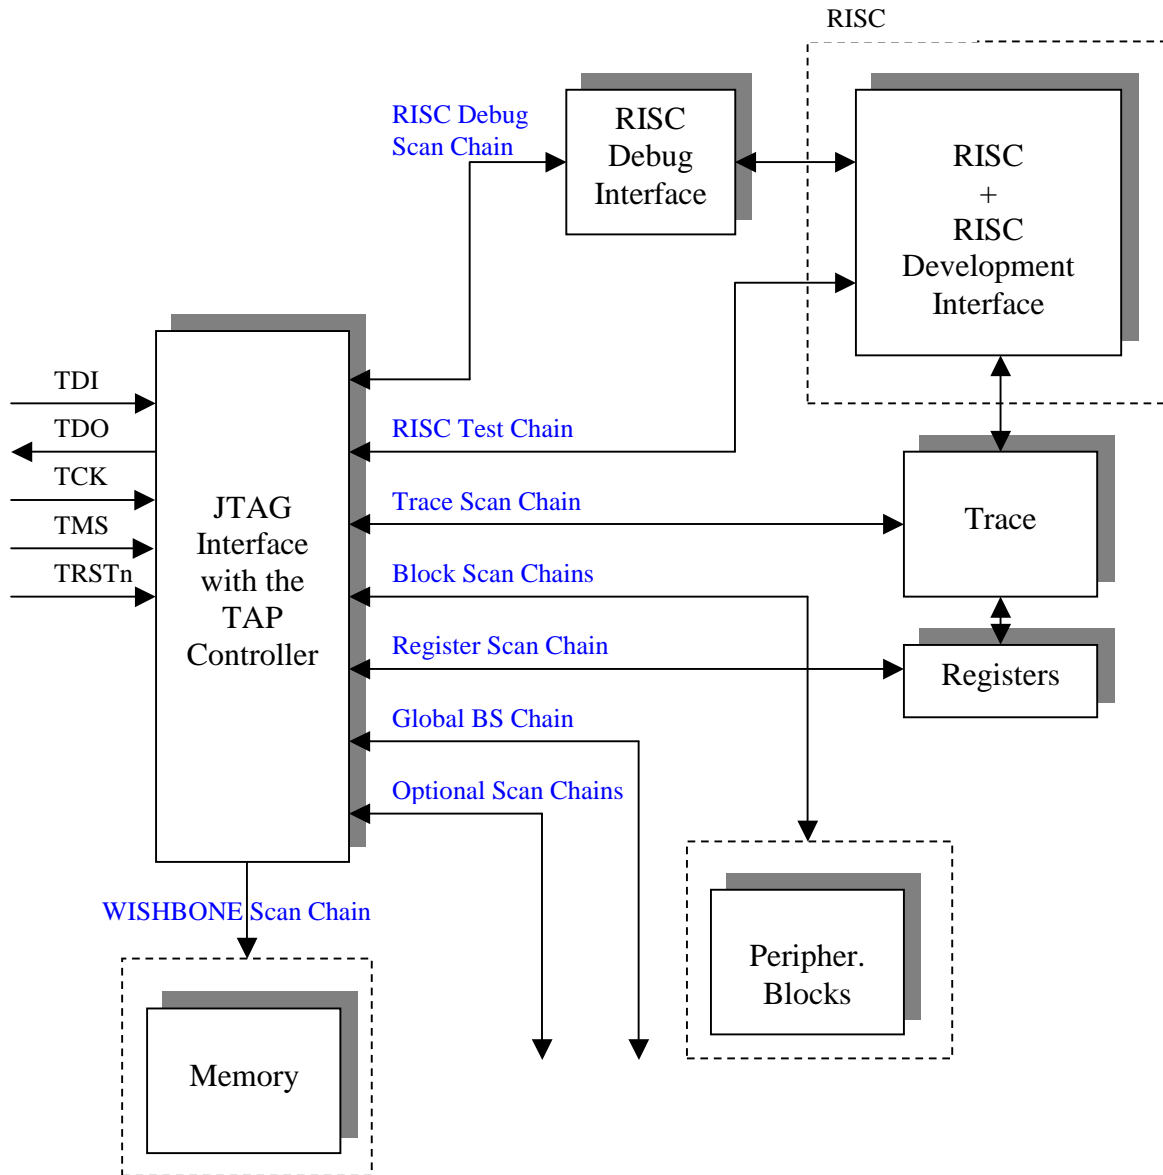 RISC
RISC Debug
Scan Chain
RISC
Debug
Interface
RISC
+
RISC
Development
Interface
TDI
TDO
TCK
TMS
TRSTn
JTAG
Interface
with the
TAP
Controller
RISC Test Chain
Trace Scan Chain
Trace
Block Scan Chains
Register Scan Chain
Registers
Global BS Chain
Optional Scan Chains
WISHBONE Scan Chain
Peripher.
Blocks
Memory